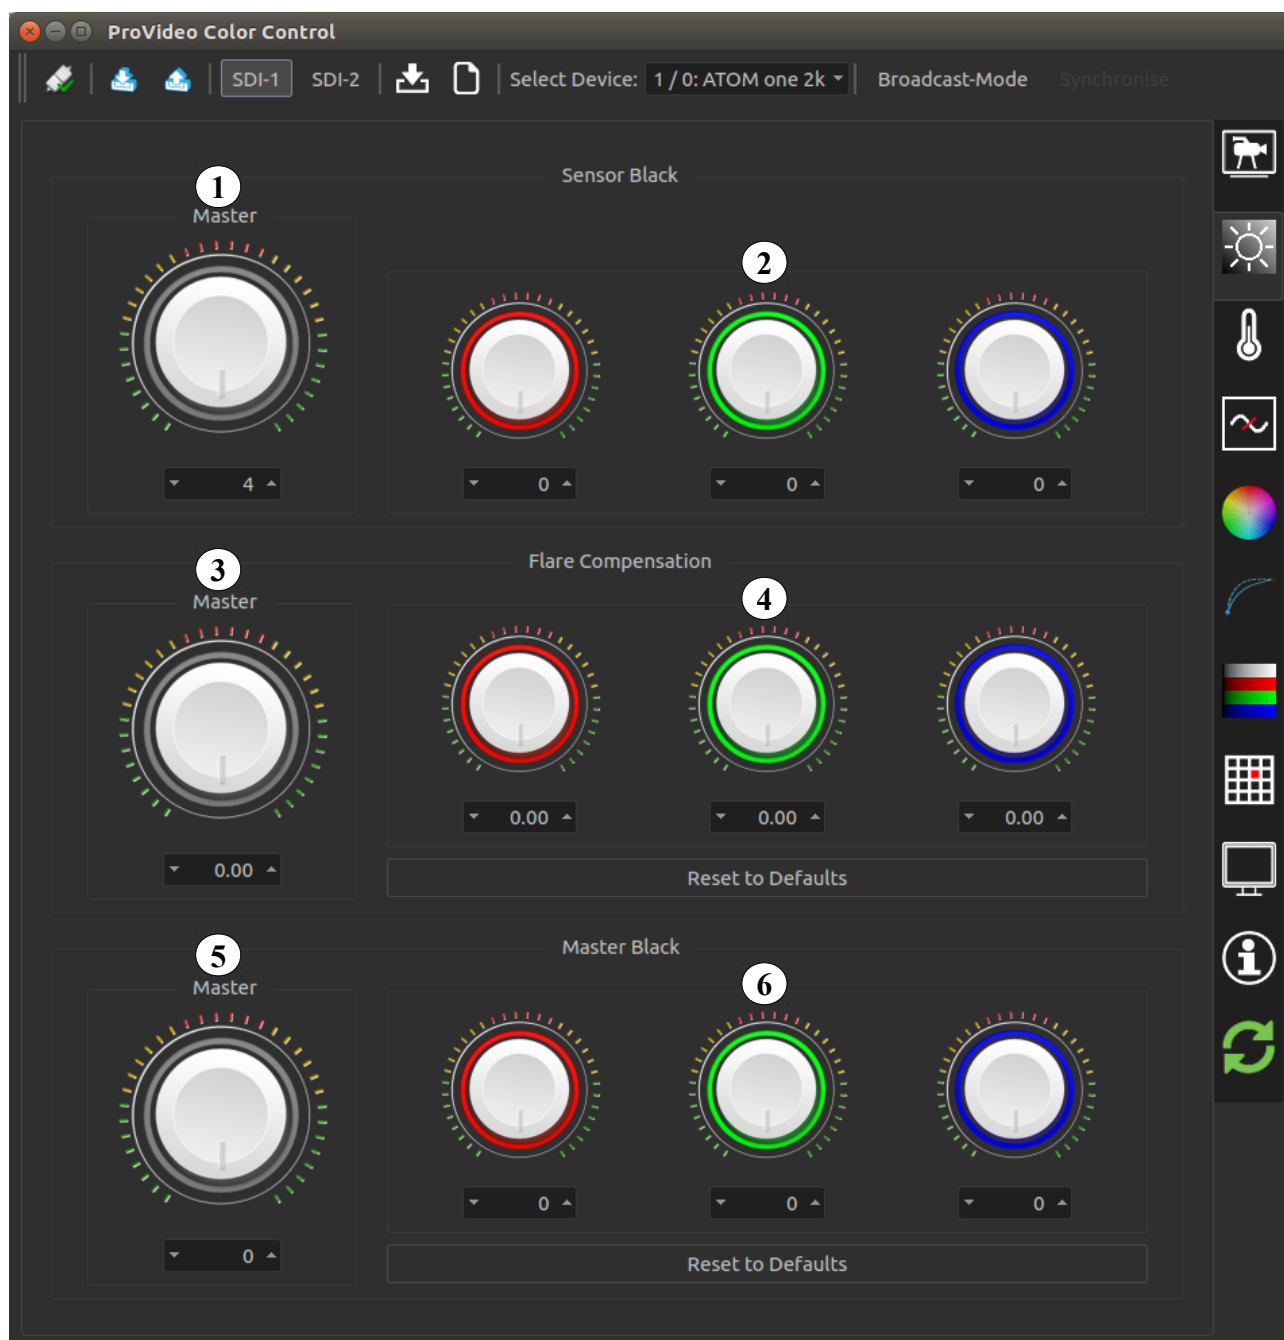 ProVideo Color Control
SDI-1 SDI-2 Select Device: 1 / 0: ATOM one 2k Broadcast-Mode Synchronise
Sensor Black
1
Master
2
4 0 0 0
Flare Compensation
3
Master
4
0.00 0.00 0.00
0.00
Reset to Defaults
Master Black
5
Master
6
0 0 0
0
Reset to Defaults